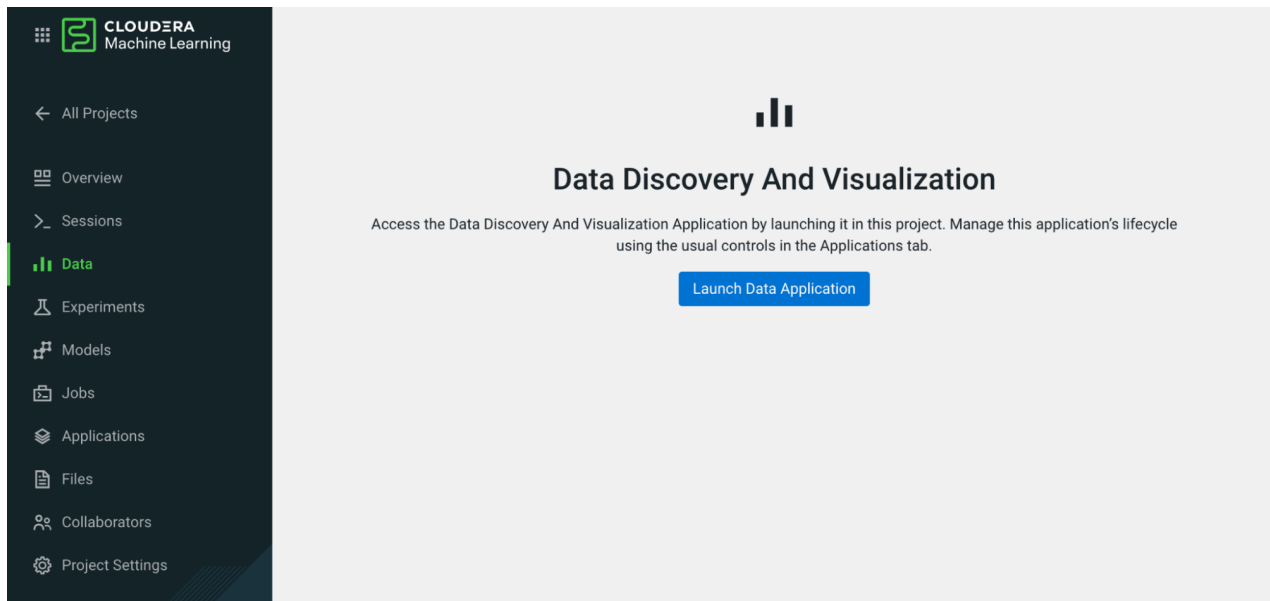 CLOUDERA
Machine Learning
All Projects
Overview
Sessions
Data
Experiments
Models
Jobs
Applications
Files
Collaborators
Project Settings
Data Discovery And Visualization
Access the Data Discovery And Visualization Application by launching it in this project. Manage this application's lifecycle
using the usual controls in the Applications tab.
Launch Data Application